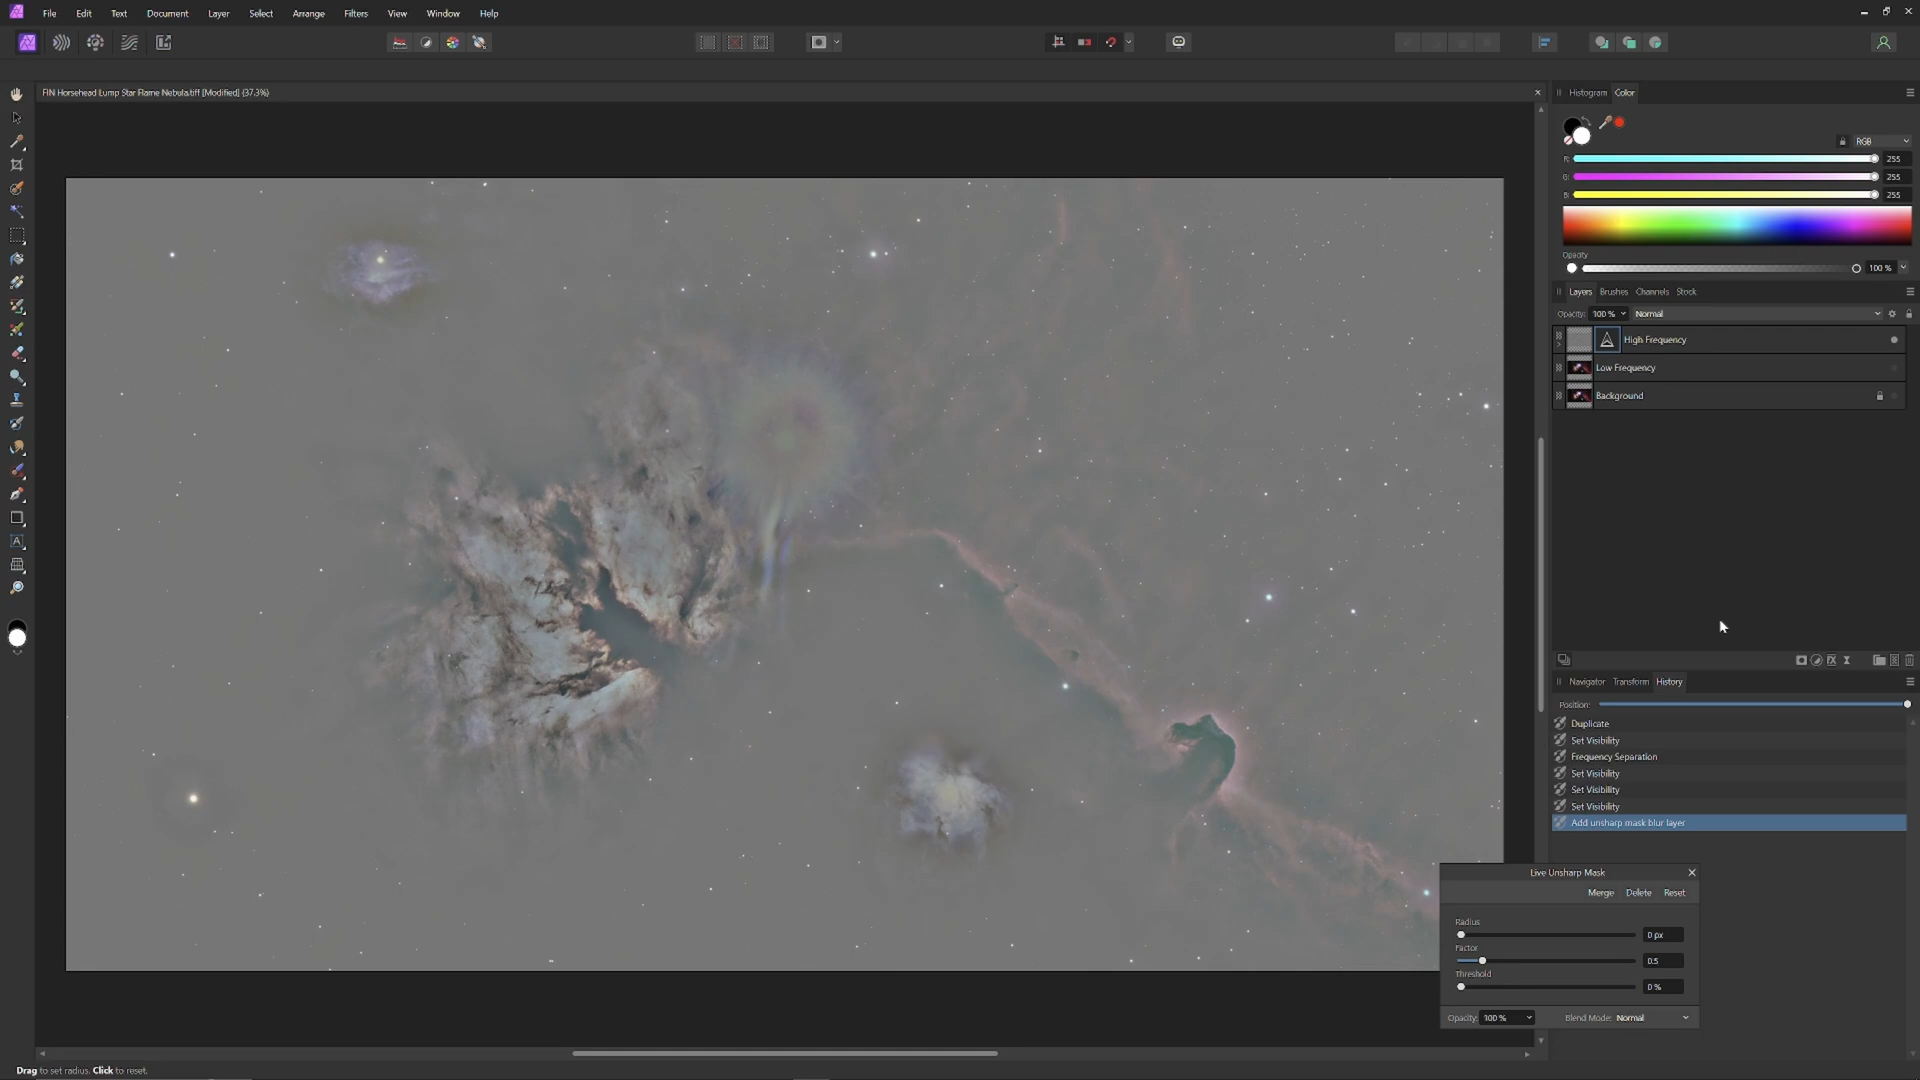 File Edit Text Document Layer Select Arrange Filters View Window Help
FIN Horsehead Lump Star Flame Nebula.tiff [Modified] (37.3%)
Histogram Color
RGB
R: 255
G: 255
B: 255
Opacity
100 %
Layers Brushes Channels Stock
Opacity: 100 % Normal
High Frequency
Low Frequency
Background
Navigator Transform History
Position:
Duplicate
Set Visibility
Frequency Separation
Set Visibility
Set Visibility
Set Visibility
Add unsharp mask blur layer
Live Unsharp Mask
Merge Delete Reset
Radius
0 px
Factor
0.5
Threshold
0 %
Opacity: 100 % Blend Mode: Normal
Drag to set radius. Click to reset.